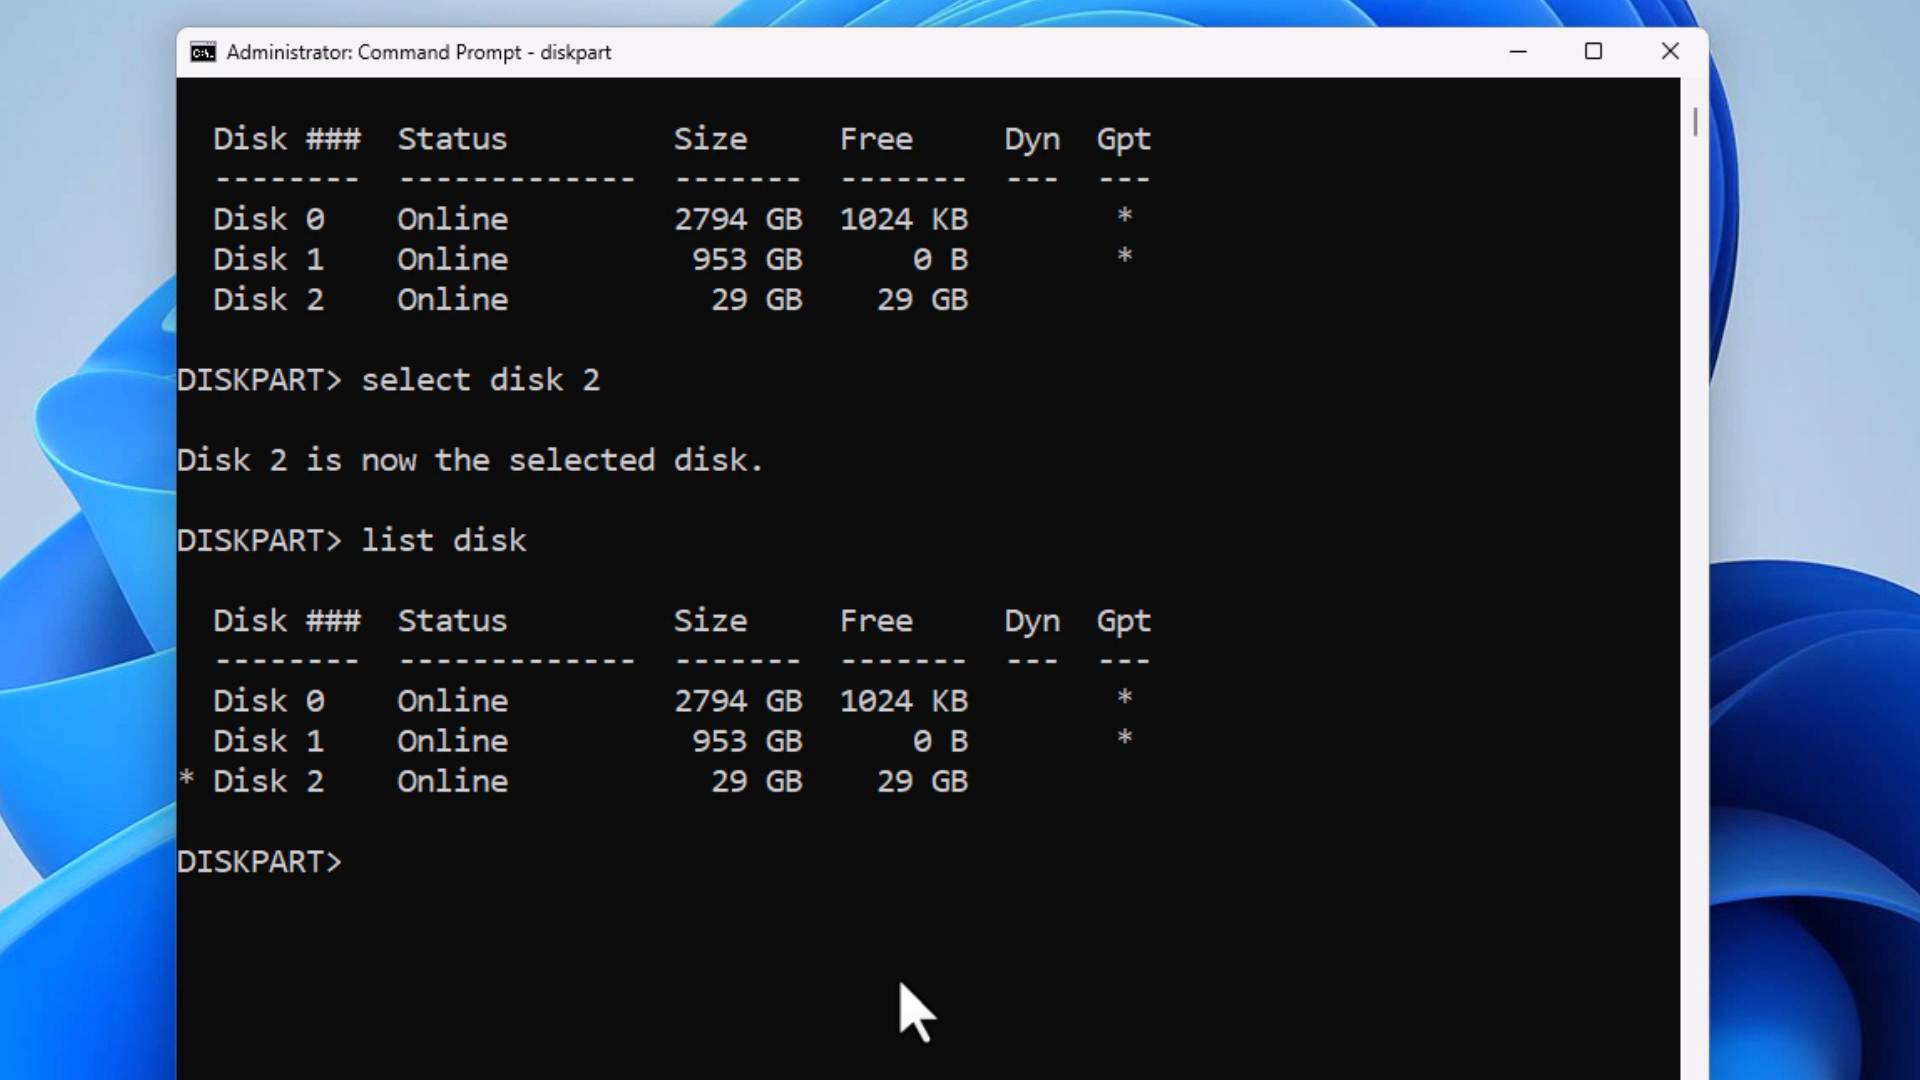 Administrator: Command Prompt - diskpart
Disk ###  Status         Size     Free     Dyn  Gpt
--------  -------------  -------  -------  ---  ---
Disk 0    Online         2794 GB  1024 KB        *
Disk 1    Online          953 GB      0 B        *
Disk 2    Online           29 GB    29 GB
DISKPART> select disk 2
Disk 2 is now the selected disk.
DISKPART> list disk
Disk ###  Status         Size     Free     Dyn  Gpt
--------  -------------  -------  -------  ---  ---
Disk 0    Online         2794 GB  1024 KB        *
Disk 1    Online          953 GB      0 B        *
* Disk 2    Online           29 GB    29 GB
DISKPART>